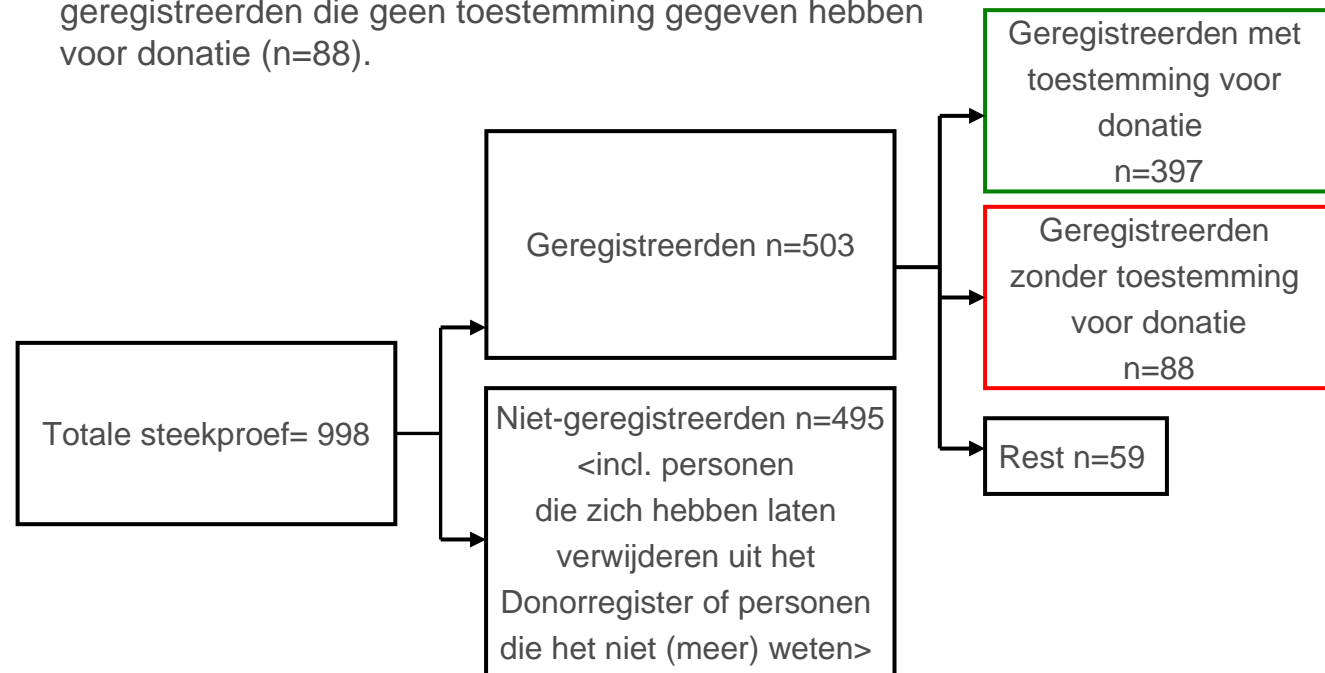 geregistreerden die geen toestemming gegeven hebben
voor donatie (n=88).
Totale steekproef= 998
Geregistreerden n=503
Niet-geregistreerden n=495
<incl. personen
die zich hebben laten
verwijderen uit het
Donorregister of personen
die het niet (meer) weten>
Geregistreerden met
toestemming voor
donatie
n=397
Geregistreerden
zonder toestemming
voor donatie
n=88
Rest n=59